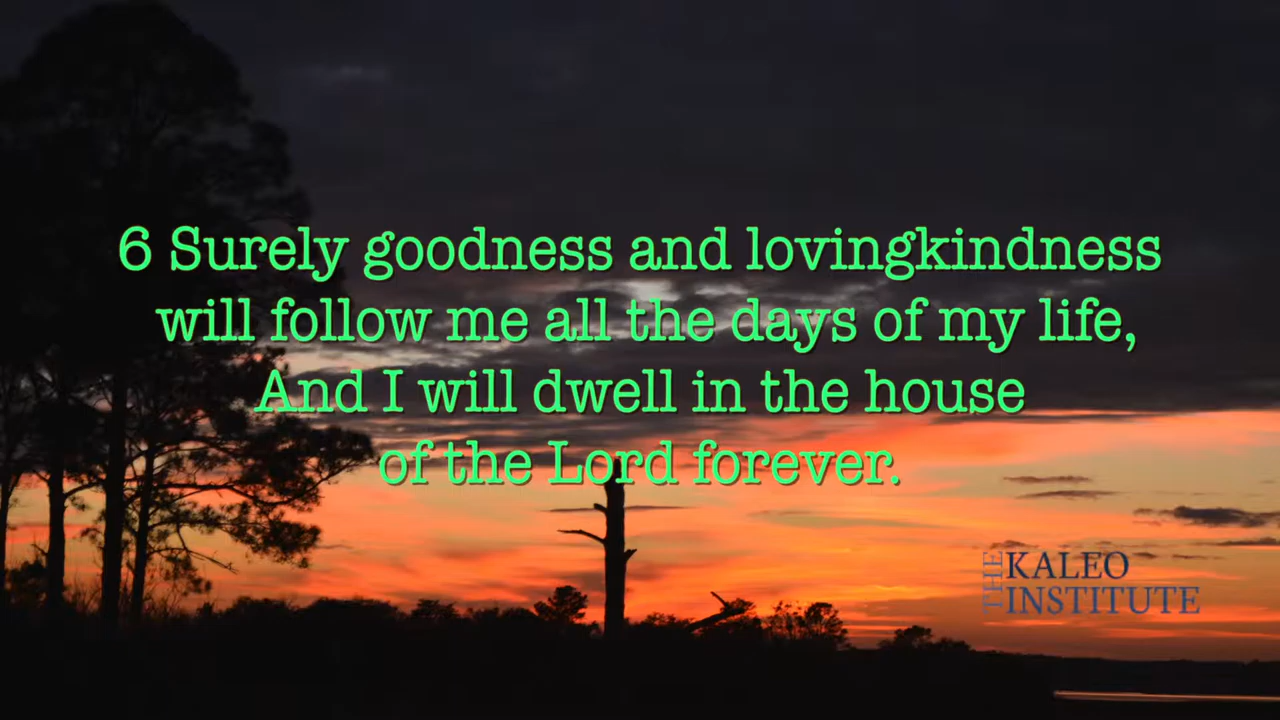 6 Surely goodness and lovingkindness
will follow me all the days of my life,
And I will dwell in the house
of the Lord forever.
THE KALEO
INSTITUTE